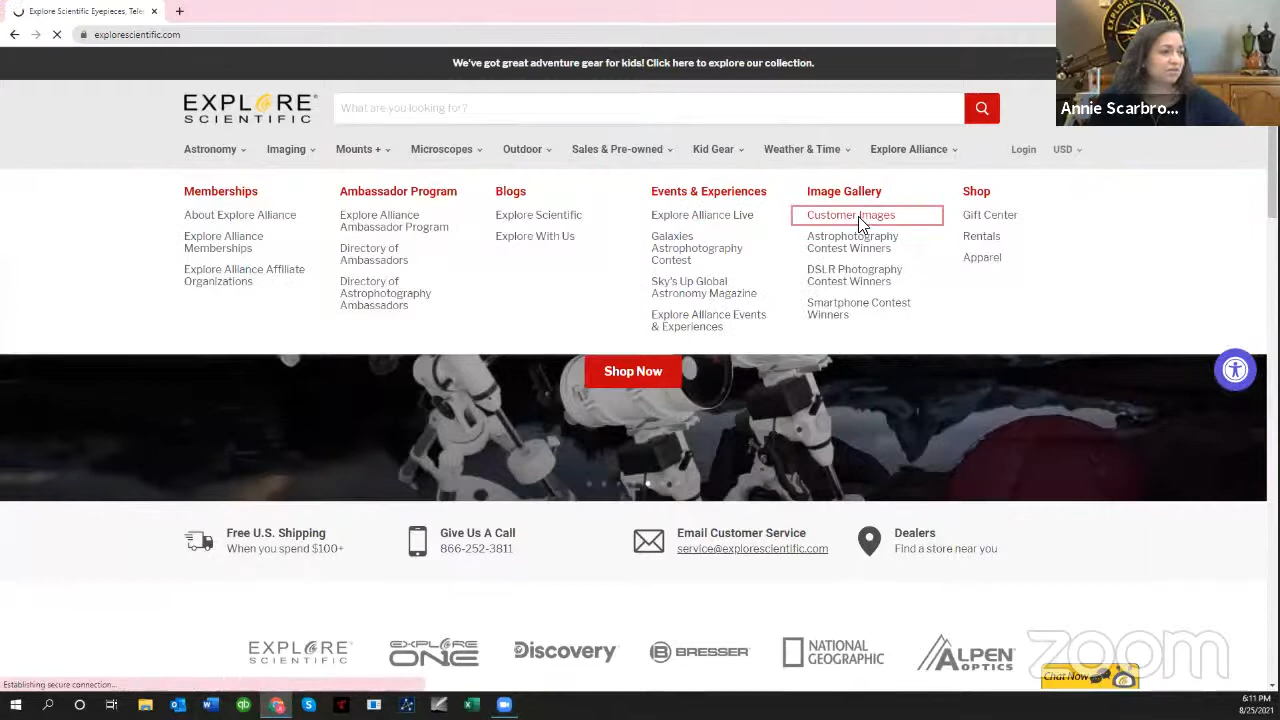 Explore Scientific Eyepieces, Tele
explorescientific.com
We've got great adventure gear for kids! Click here to explore our collection.
EXPLORE SCIENTIFIC®
What are you looking for?
Annie Scarbro...
Astronomy Imaging Mounts + Microscopes Outdoor Sales & Pre-owned Kid Gear Weather & Time Explore Alliance Login USD
Memberships
About Explore Alliance
Explore Alliance
Memberships
Explore Alliance Affiliate
Organizations
Ambassador Program
Explore Alliance
Ambassador Program
Directory of
Ambassadors
Directory of
Astrophotography
Ambassadors
Blogs
Explore Scientific
Explore With Us
Events & Experiences
Explore Alliance Live
Galaxies
Astrophotography
Contest
Sky's Up Global
Astronomy Magazine
Explore Alliance Events
& Experiences
Image Gallery
Customer Images
Astrophotography
Contest Winners
DSLR Photography
Contest Winners
Smartphone Contest
Winners
Shop
Gift Center
Rentals
Apparel
Shop Now
Free U.S. Shipping
When you spend $100+
Give Us A Call
866-252-3811
Email Customer Service
service@explorescientific.com
Dealers
Find a store near you
EXPLORE SCIENTIFIC®
EXPLORE ONE
Discovery
BRESSER
NATIONAL GEOGRAPHIC
ALPEN OPTICS
zoom
Chat Now
Establishing secure connection...
6:11 PM
8/25/2021